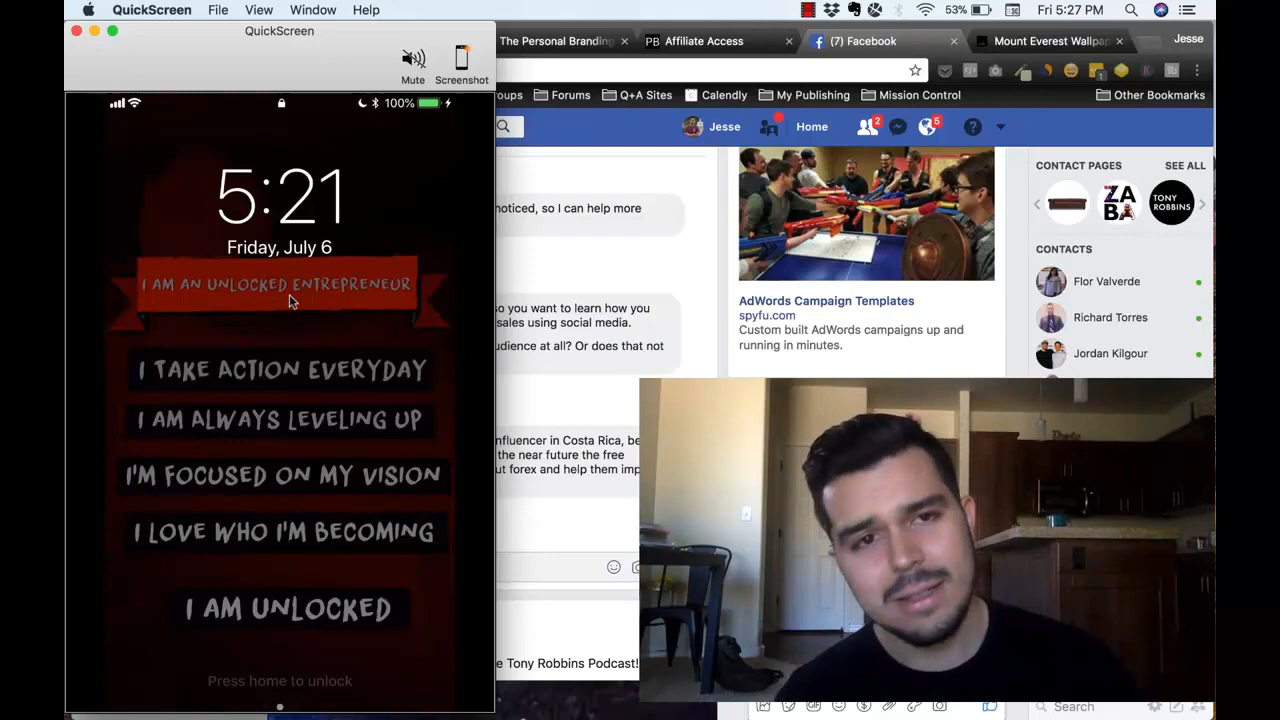 QuickScreen File View Window Help
53% Fri 5:27 PM
QuickScreen
Mute Screenshot
The Personal Branding
Affiliate Access
(7) Facebook
Mount Everest Wallpap
Jesse
oups Forums Q+A Sites Calendly My Publishing Mission Control Other Bookmarks
100%
5:21
Friday, July 6
I AM AN UNLOCKED ENTREPRENEUR
I TAKE ACTION EVERYDAY
I AM ALWAYS LEVELING UP
I'M FOCUSED ON MY VISION
I LOVE WHO I'M BECOMING
I AM UNLOCKED
Press home to unlock
Jesse Home 2 5
noticed, so I can help more
so you want to learn how you
sales using social media.
udience at all? Or does that not
nfluencer in Costa Rica, be
the near future the free
ut forex and help them imp
e Tony Robbins Podcast!
AdWords Campaign Templates
spyfu.com
Custom built AdWords campaigns up and
running in minutes.
CONTACT PAGES SEE ALL
ZA
BA
TONY
ROBBINS
CONTACTS
Flor Valverde
Richard Torres
Jordan Kilgour
GIF
Search